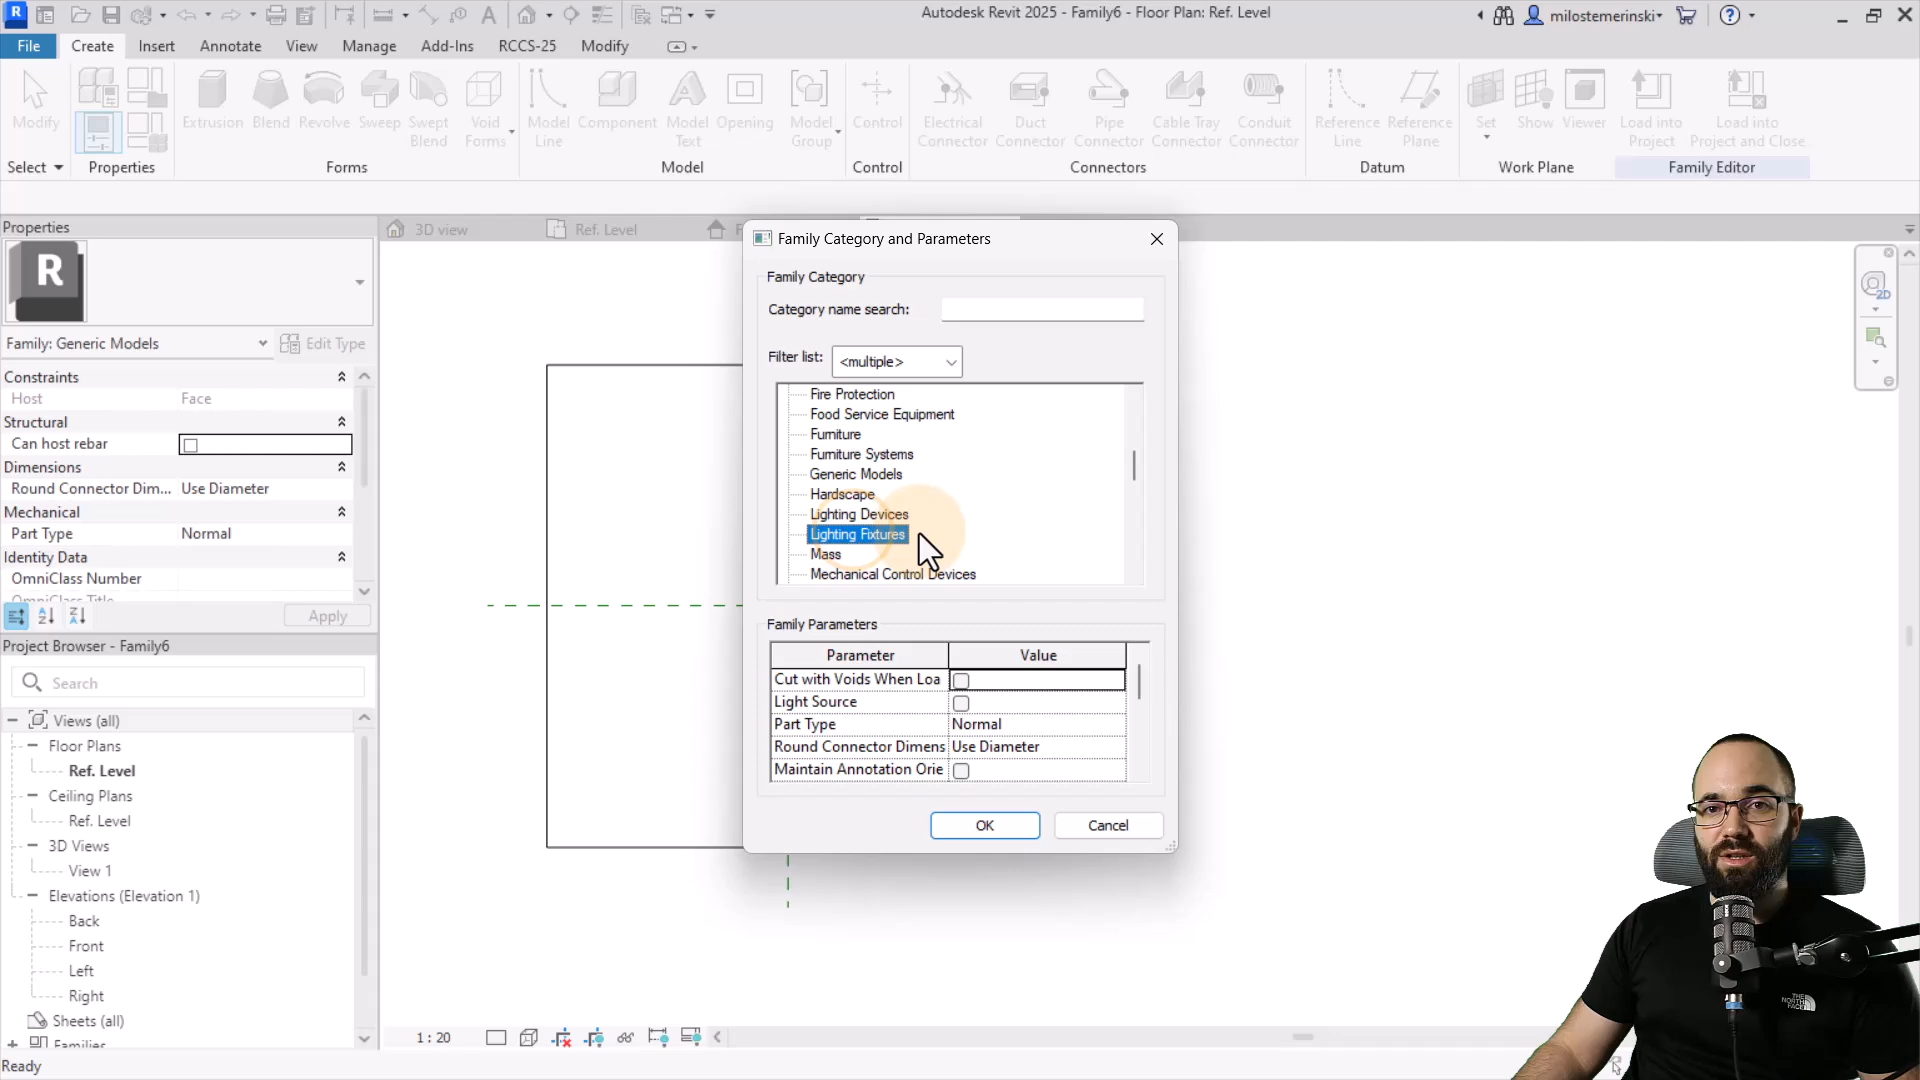 R
Autodesk Revit 2025 - Family6 - Floor Plan: Ref. Level
milostemerinski
File Create Insert Annotate View Manage Add-Ins RCCS-25 Modify
Modify
Select
Properties
Extrusion Blend Revolve Sweep Swept Blend Void Forms
Forms
Model Line Component Model Text Opening Model Group
Model
Control
Control
Electrical Connector Duct Connector Pipe Connector Cable Tray Connector Conduit Connector
Connectors
Reference Line Reference Plane
Datum
Set Show Viewer
Work Plane
Load into Project Load into Project and Close
Family Editor
Properties
R
Family: Generic Models Edit Type
Constraints
Host Face
Structural
Can host rebar
Dimensions
Round Connector Dim... Use Diameter
Mechanical
Part Type Normal
Identity Data
OmniClass Number
OmniClass Title
Apply
Project Browser - Family6
Search
Views (all)
Floor Plans
Ref. Level
Ceiling Plans
Ref. Level
3D Views
View 1
Elevations (Elevation 1)
Back
Front
Left
Right
Sheets (all)
Families
Ready
3D view Ref. Level
Family Category and Parameters
Family Category
Category name search:
Filter list: <multiple>
Fire Protection
Food Service Equipment
Furniture
Furniture Systems
Generic Models
Hardscape
Lighting Devices
Lighting Fixtures
Mass
Mechanical Control Devices
Family Parameters
Parameter Value
Cut with Voids When Loa
Light Source
Part Type Normal
Round Connector Dimens Use Diameter
Maintain Annotation Orie
OK Cancel
2D
1 : 20
THE NORTH FACE